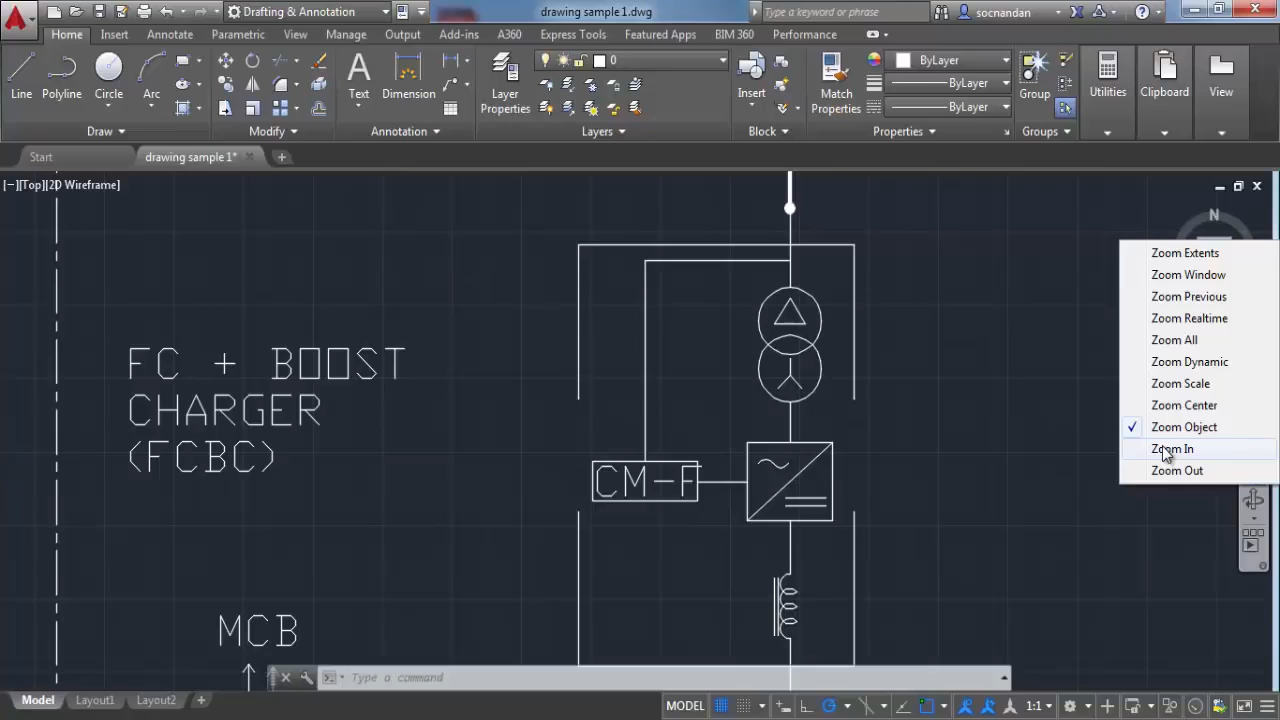 Drafting & Annotation
drawing sample 1.dwg
Type a keyword or phrase
socnandan
Home
Insert
Annotate
Parametric
View
Manage
Output
Add-ins
A360
Express Tools
Featured Apps
BIM 360
Performance
Line
Polyline
Circle
Arc
Text
Dimension
Layer
Properties
0
Insert
Match
Properties
ByLayer
ByLayer
ByLayer
Group
Utilities
Clipboard
View
Draw
Modify
Annotation
Layers
Block
Properties
Groups
Start
drawing sample 1*
[−][Top][2D Wireframe]
N
Zoom Extents
Zoom Window
Zoom Previous
Zoom Realtime
Zoom All
Zoom Dynamic
Zoom Scale
Zoom Center
Zoom Object
Zoom In
Zoom Out
FC + BOOST
CHARGER
(FCBC)
CM-F
MCB
Type a command
Model
Layout1
Layout2
MODEL
1:1